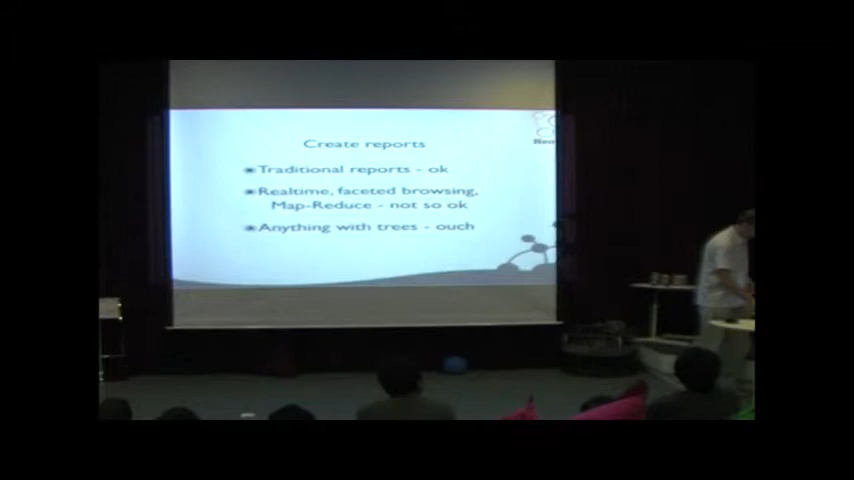 Create reports
Traditional reports - ok
Realtime, faceted browsing,
Map-Reduce - not so ok
Anything with trees - ouch